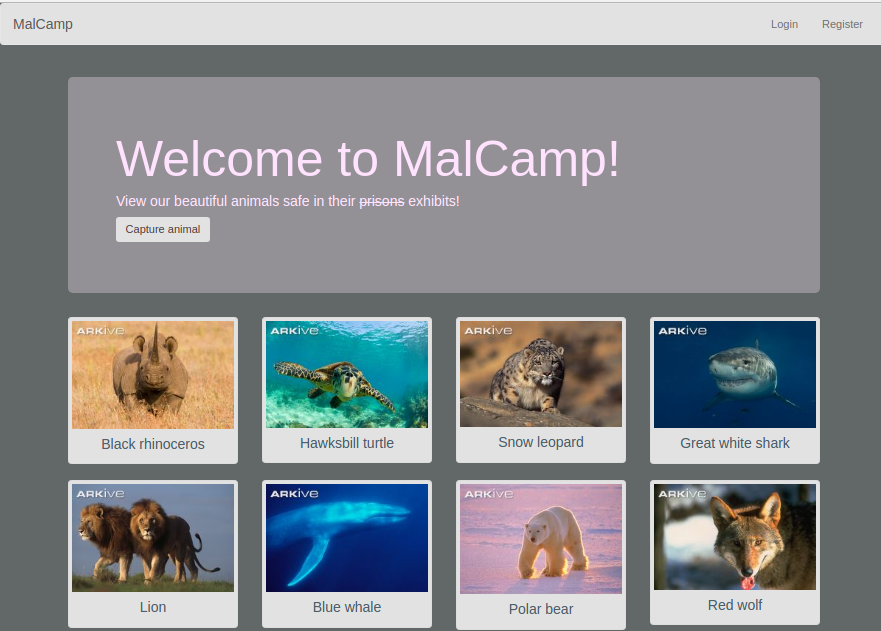 MalCamp
Login Register
Welcome to MalCamp!
View our beautiful animals safe in their prisons exhibits!
Capture animal
ARKive ARKive ARKive ARKive
Black rhinoceros Hawksbill turtle Snow leopard Great white shark
ARKive ARKive ARKive ARKive
Lion Blue whale Polar bear Red wolf